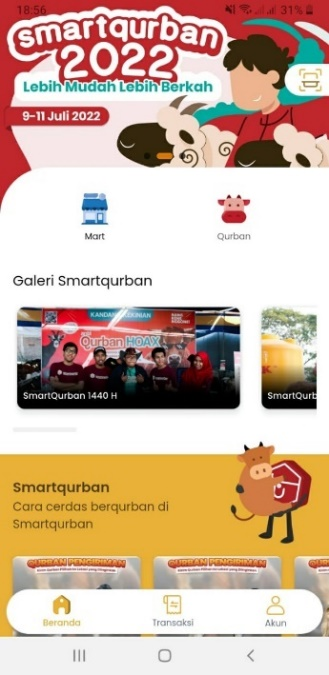 18:56
31%
smartqurban
2022
Lebih Mudah Lebih Berkah
9-11 Juli 2022
Mart
Qurban
Galeri Smartqurban
Qurban HOAX
SmartQurban 1440 H
SmartQurb
Smartqurban
Cara cerdas berqurban di
Smartqurban
QURBAN PENGIRIMAN
QURBAN PENGIRIMAN
Beranda
Transaksi
Akun